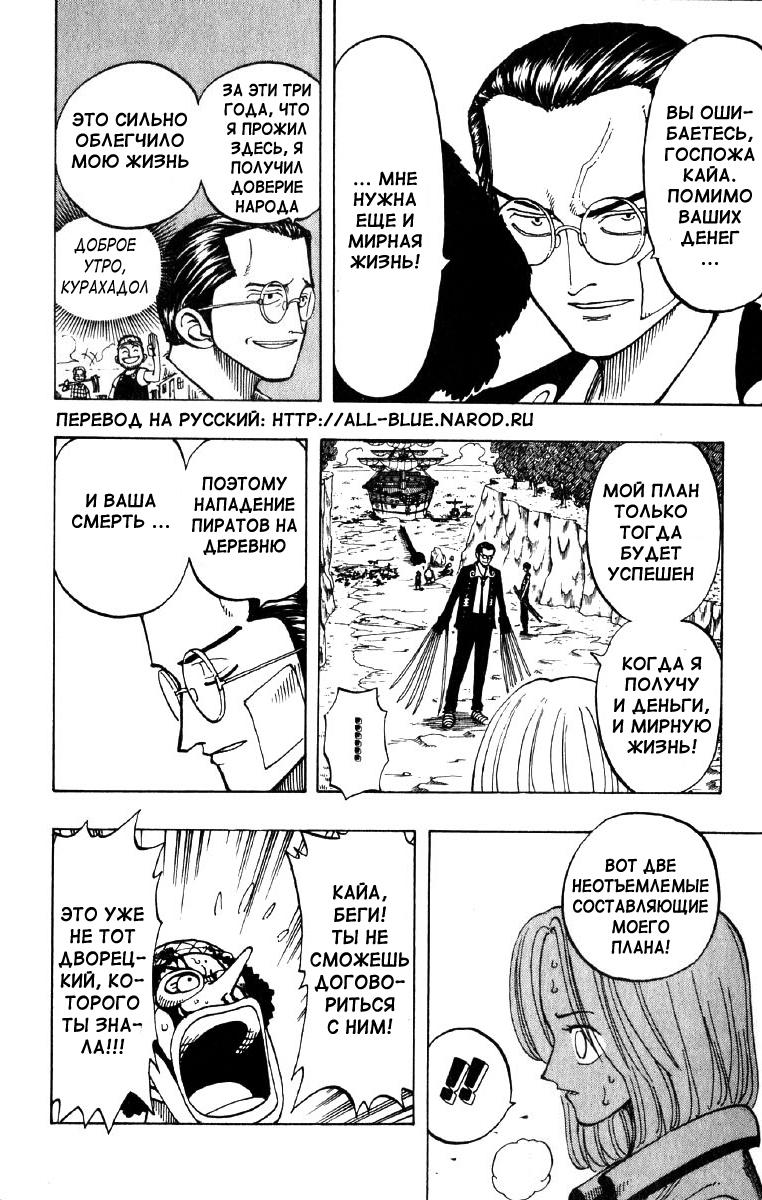 ВЫ ОШИ-
БАЕТЕСЬ,
ГОСПОЖА
КАЙА.
ПОМИМО
ВАШИХ
ДЕНЕГ
...
... МНЕ
НУЖНА
ЕЩЕ И
МИРНАЯ
ЖИЗНЬ!
ЗА ЭТИ ТРИ
ГОДА, ЧТО
Я ПРОЖИЛ
ЗДЕСЬ, Я
ПОЛУЧИЛ
ДОВЕРИЕ
НАРОДА
ЭТО СИЛЬНО
ОБЛЕГЧИЛО
МОЮ ЖИЗНЬ
ДОБРОЕ
УТРО,
КУРАХАДОЛ
ПЕРЕВОД НА РУССКИЙ: HTTP://ALL-BLUE.NAROD.RU
МОЙ ПЛАН
ТОЛЬКО
ТОГДА
БУДЕТ
УСПЕШЕН
КОГДА Я
ПОЛУЧУ
И ДЕНЬГИ,
И МИРНУЮ
ЖИЗНЬ!
......
ПОЭТОМУ
НАПАДЕНИЕ
ПИРАТОВ НА
ДЕРЕВНЮ
И ВАША
СМЕРТЬ ...
ВОТ ДВЕ
НЕОТЪЕМЛЕМЫЕ
СОСТАВЛЯЮЩИЕ
МОЕГО
ПЛАНА!
!!
КАЙА,
БЕГИ!
ТЫ НЕ
СМОЖЕШЬ
ДОГОВО-
РИТЬСЯ
С НИМ!
ЭТО УЖЕ
НЕ ТОТ
ДВОРЕЦ-
КИЙ, КО-
ТОРОГО
ТЫ ЗНА-
ЛА!!!